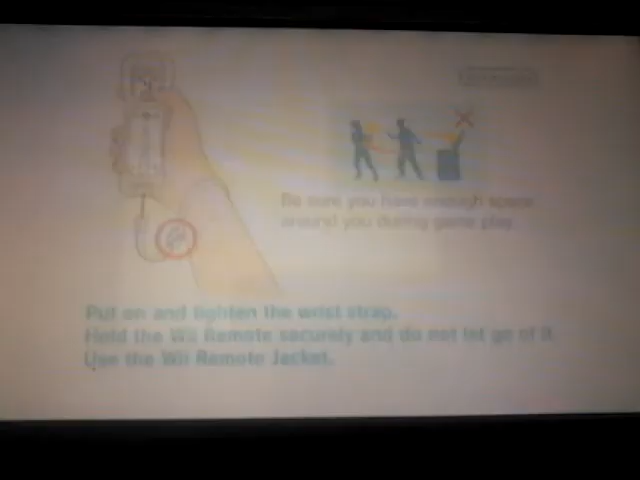 Be sure you have enough space
around you during game play.
Put on and tighten the wrist strap.
Hold the Wii Remote securely and do not let go of it.
Use the Wii Remote Jacket.